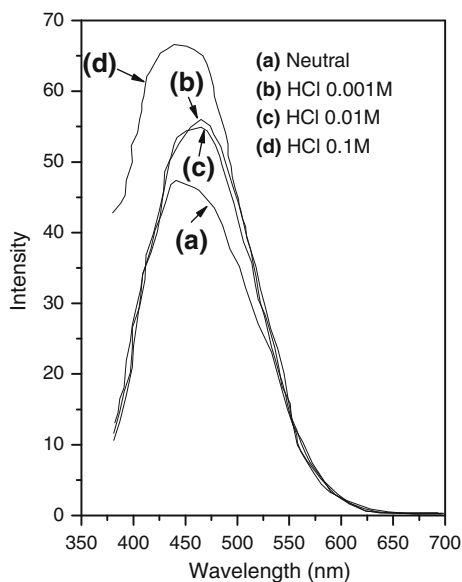 70
60
50
40
30
20
10
0
Intensity
(a) Neutral
(b) HCl 0.001M
(c) HCl 0.01M
(d) HCl 0.1M
(d)
(b)
(c)
(a)
350 400 450 500 550 600 650 700
Wavelength (nm)